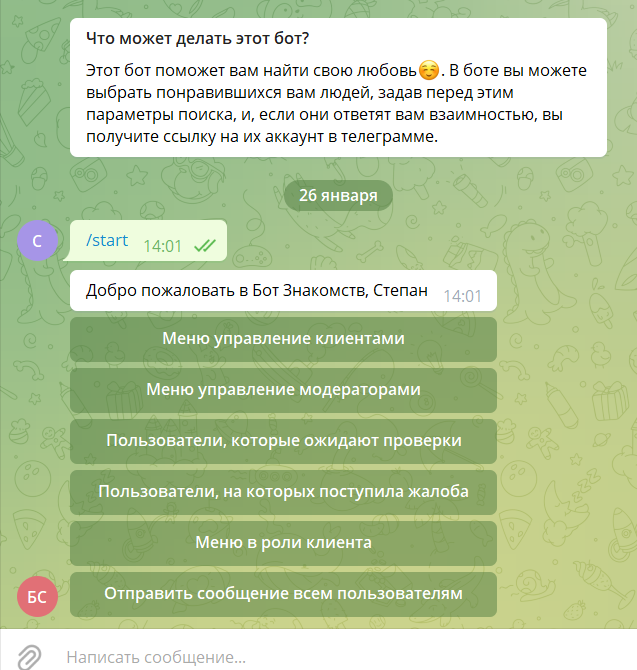 Что может делать этот бот?
Этот бот поможет вам найти свою любовь☺️. В боте вы можете
выбрать понравившихся вам людей, задав перед этим
параметры поиска, и, если они ответят вам взаимностью, вы
получите ссылку на их аккаунт в телеграмме.
26 января
С
/start 14:01
Добро пожаловать в Бот Знакомств, Степан 14:01
Меню управление клиентами
Меню управление модераторами
Пользователи, которые ожидают проверки
Пользователи, на которых поступила жалоба
Меню в роли клиента
БС
Отправить сообщение всем пользователям
Написать сообщение...